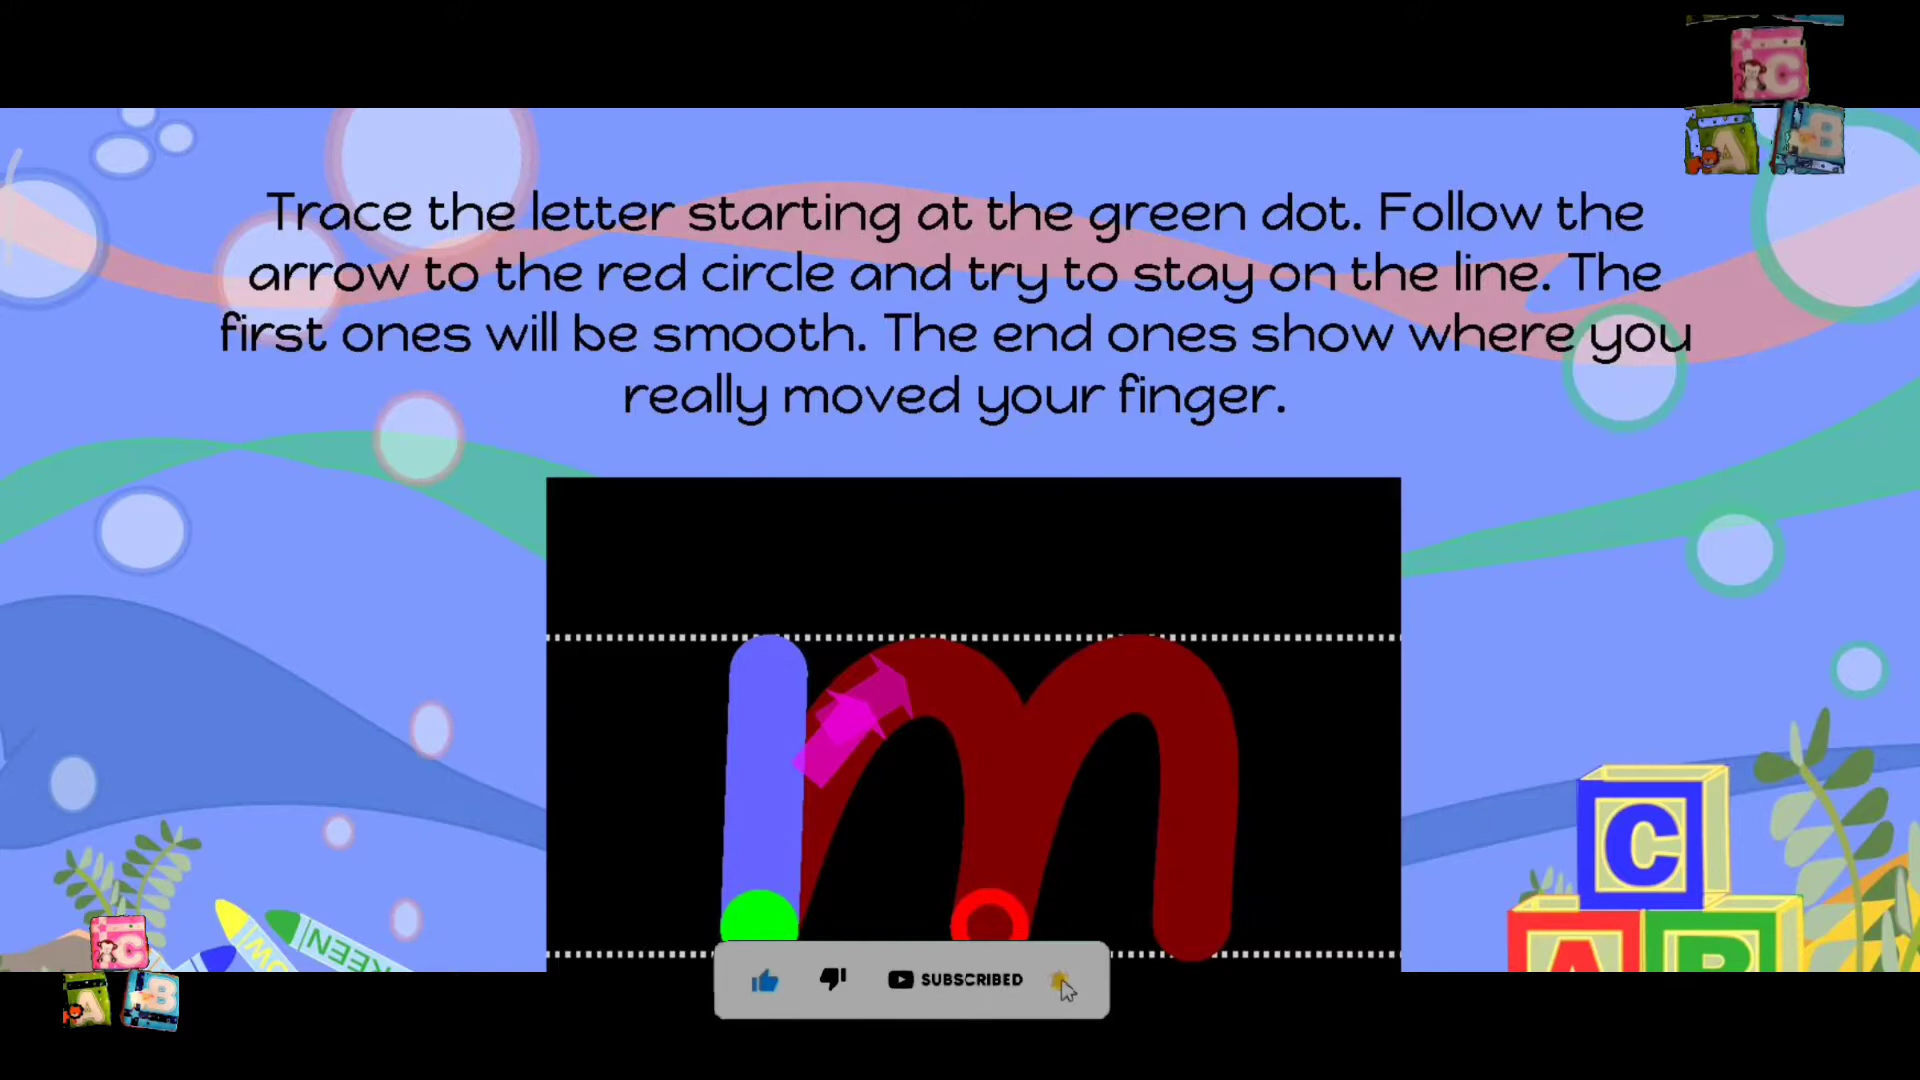 C
A B
Trace the letter starting at the green dot. Follow the
arrow to the red circle and try to stay on the line. The
first ones will be smooth. The end ones show where you
really moved your finger.
m
C
A B
GREEN
OW
C
A B
SUBSCRIBED